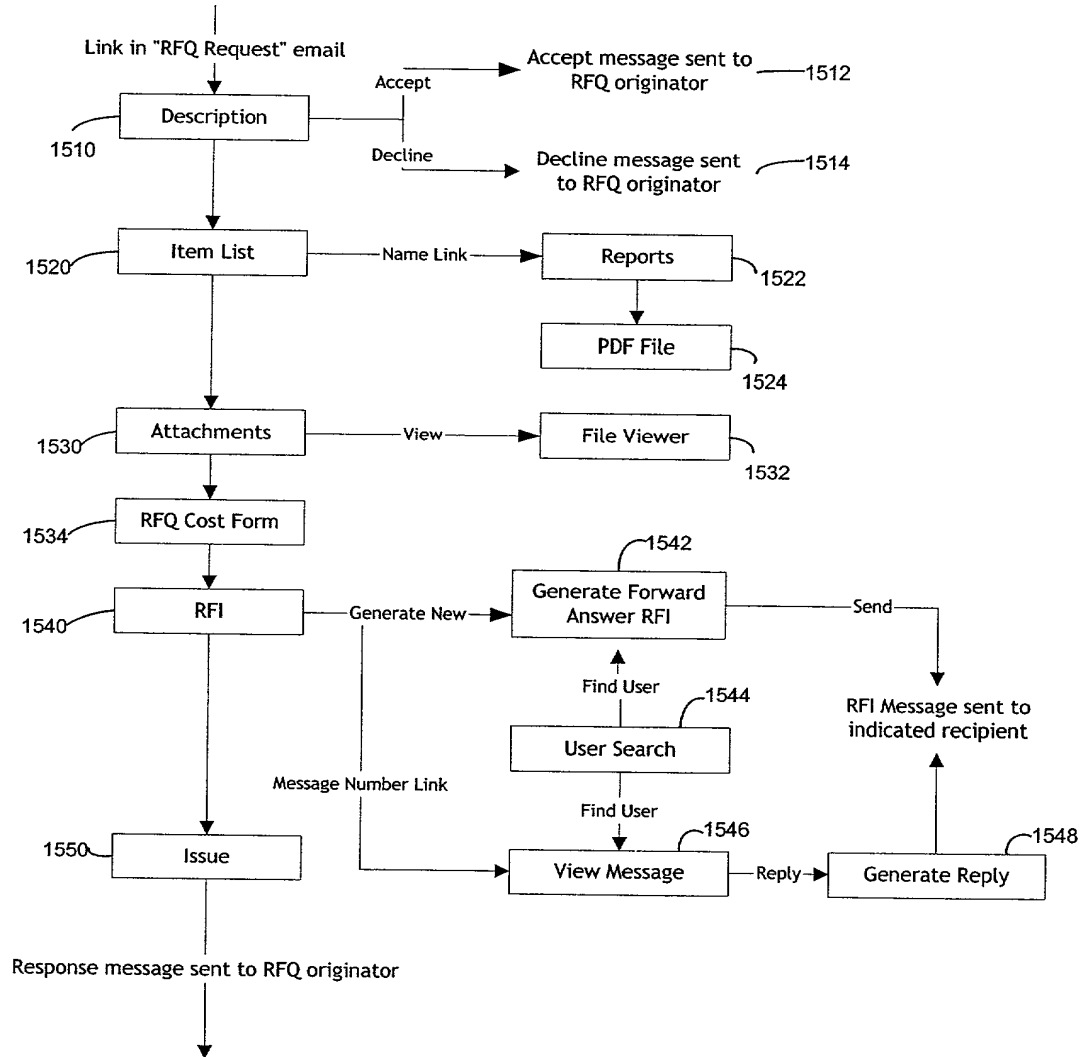 Link in "RFQ Request" email
Accept
Accept message sent to
RFQ originator
1512
Description
1510
Decline
Decline message sent
to RFQ originator
1514
Item List
1520
Name Link
Reports
1522
PDF File
1524
Attachments
1530
View
File Viewer
1532
RFQ Cost Form
1534
1542
RFI
1540
Generate New
Generate Forward
Answer RFI
Send
Find User
1544
User Search
RFI Message sent to
indicated recipient
Message Number Link
Find User
1546
1548
Issue
1550
View Message
Reply
Generate Reply
Response message sent to RFQ originator